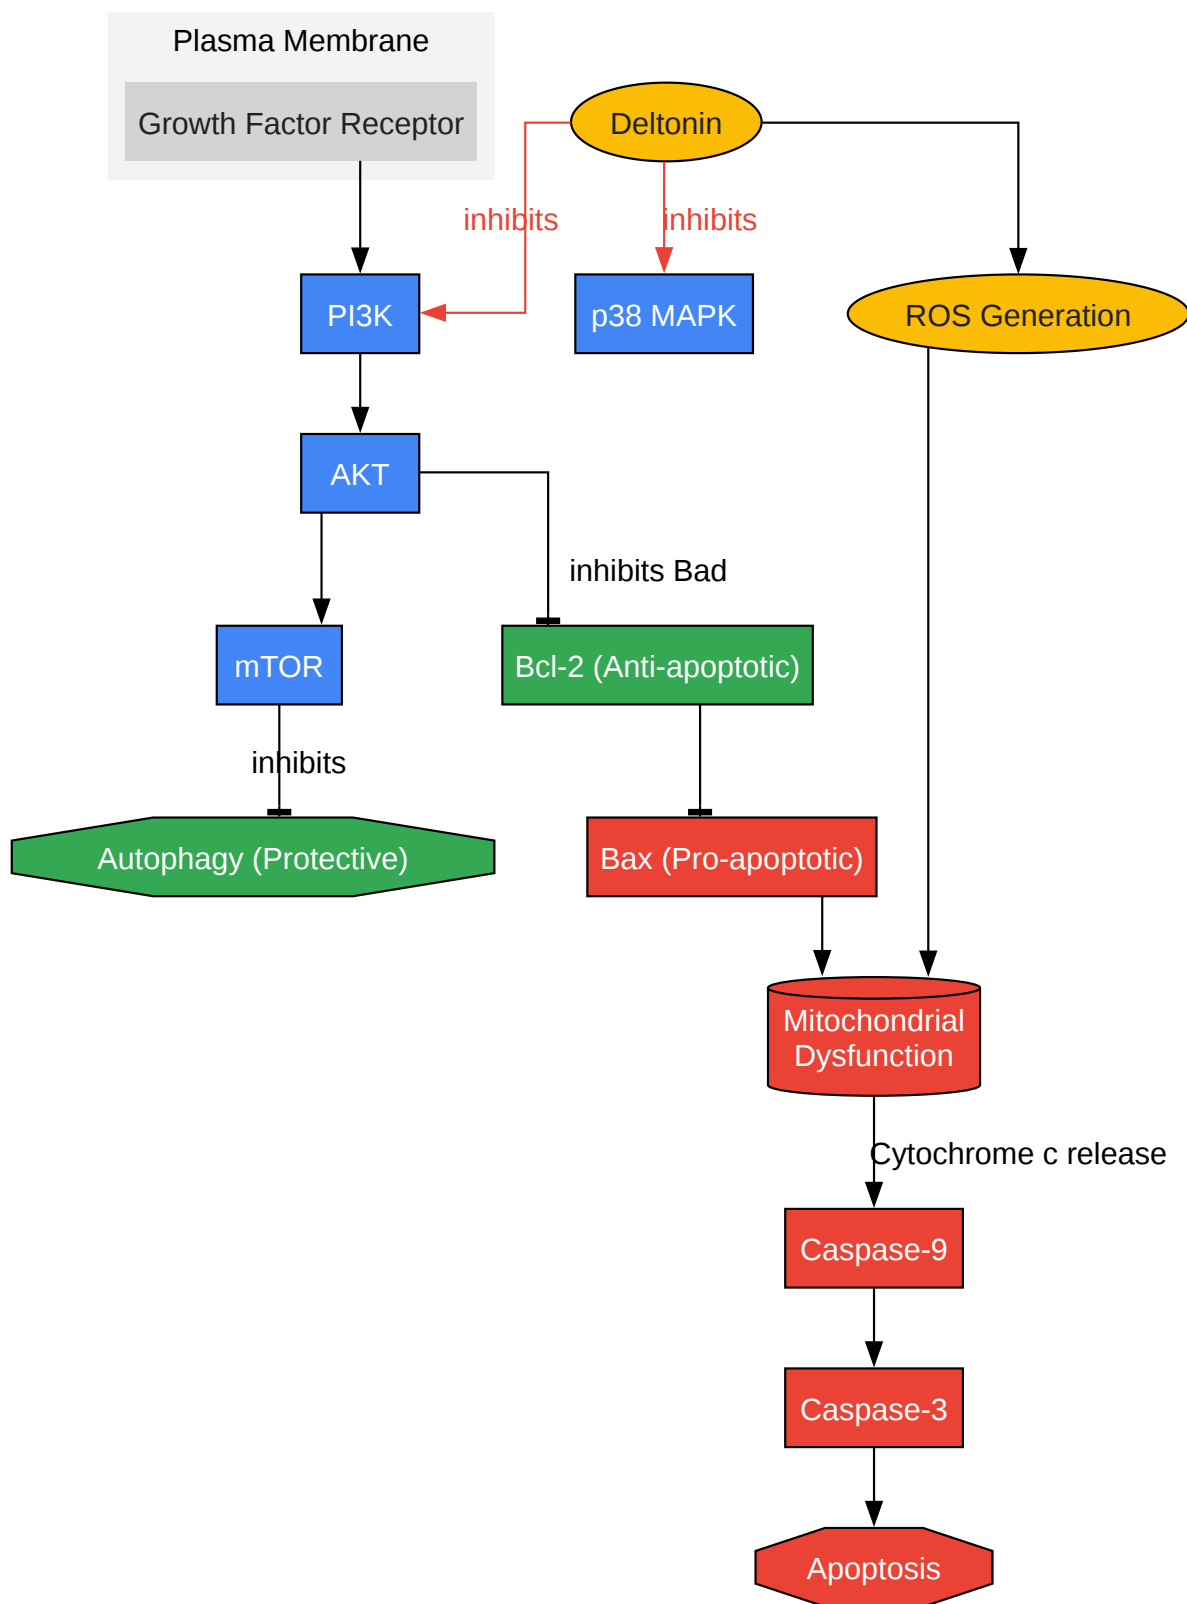 Plasma Membrane
Growth Factor Receptor
Deltonin
inhibits
inhibits
PI3K
p38 MAPK
ROS Generation
AKT
inhibits Bad
mTOR
Bcl-2 (Anti-apoptotic)
inhibits
Autophagy (Protective)
Bax (Pro-apoptotic)
Mitochondrial
Dysfunction
Cytochrome c release
Caspase-9
Caspase-3
Apoptosis